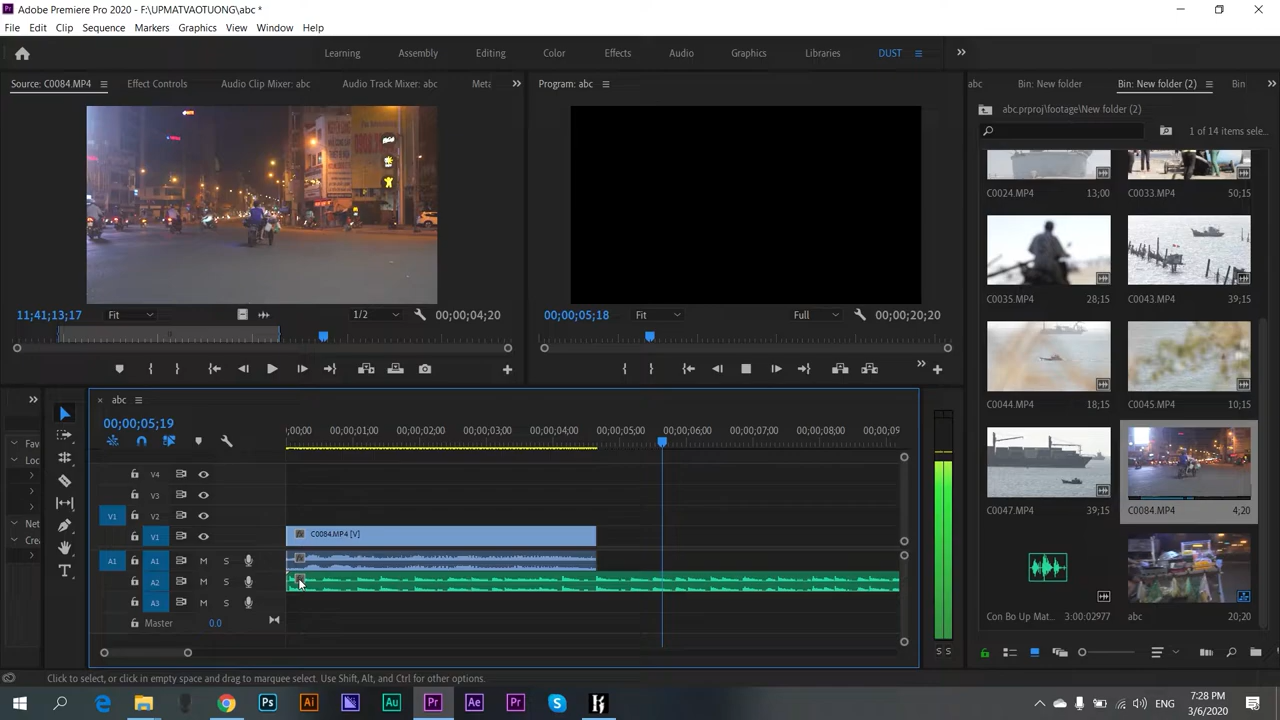 Adobe Premiere Pro 2020 - F:\UPMATVAOTUONG\abc *
File Edit Clip Sequence Markers Graphics View Window Help
Learning Assembly Editing Color Effects Audio Graphics Libraries DUST
Source: C0084.MP4 Effect Controls Audio Clip Mixer: abc Audio Track Mixer: abc Meta
Program: abc
abc Bin: New folder Bin: New folder (2) Bin
abc.prproj\footage\New folder (2)
1 of 14 items sele...
C0024.MP4 13;00 C0033.MP4 50;15
C0035.MP4 28;15 C0043.MP4 39;15
11;41;13;17 Fit 1/2 00;00;04;20
00;00;05;18 Fit Full 00;00;20;20
C0044.MP4 18;15 C0045.MP4 10;15
abc
00;00;05;19
;00;00 00;00;01;00 00;00;02;00 00;00;03;00 00;00;04;00 00;00;05;00 00;00;06;00 00;00;07;00 00;00;08;00 00;00;09
Fav
Loc
Net
Crea
V4
V3
V1 V2
V1 C0084.MP4 [V]
A1 A1 M S
A2 M S
A3 M S
Master 0.0
S S
C0047.MP4 39;15 C0084.MP4 4;20
Con Bo Up Mat... 3:00:02977 abc 20;20
Click to select, or click in empty space and drag to marquee select. Use Shift, Alt, and Ctrl for other options.
Ps Ai Au Pr Ae Pr
ENG
7:28 PM
3/6/2020